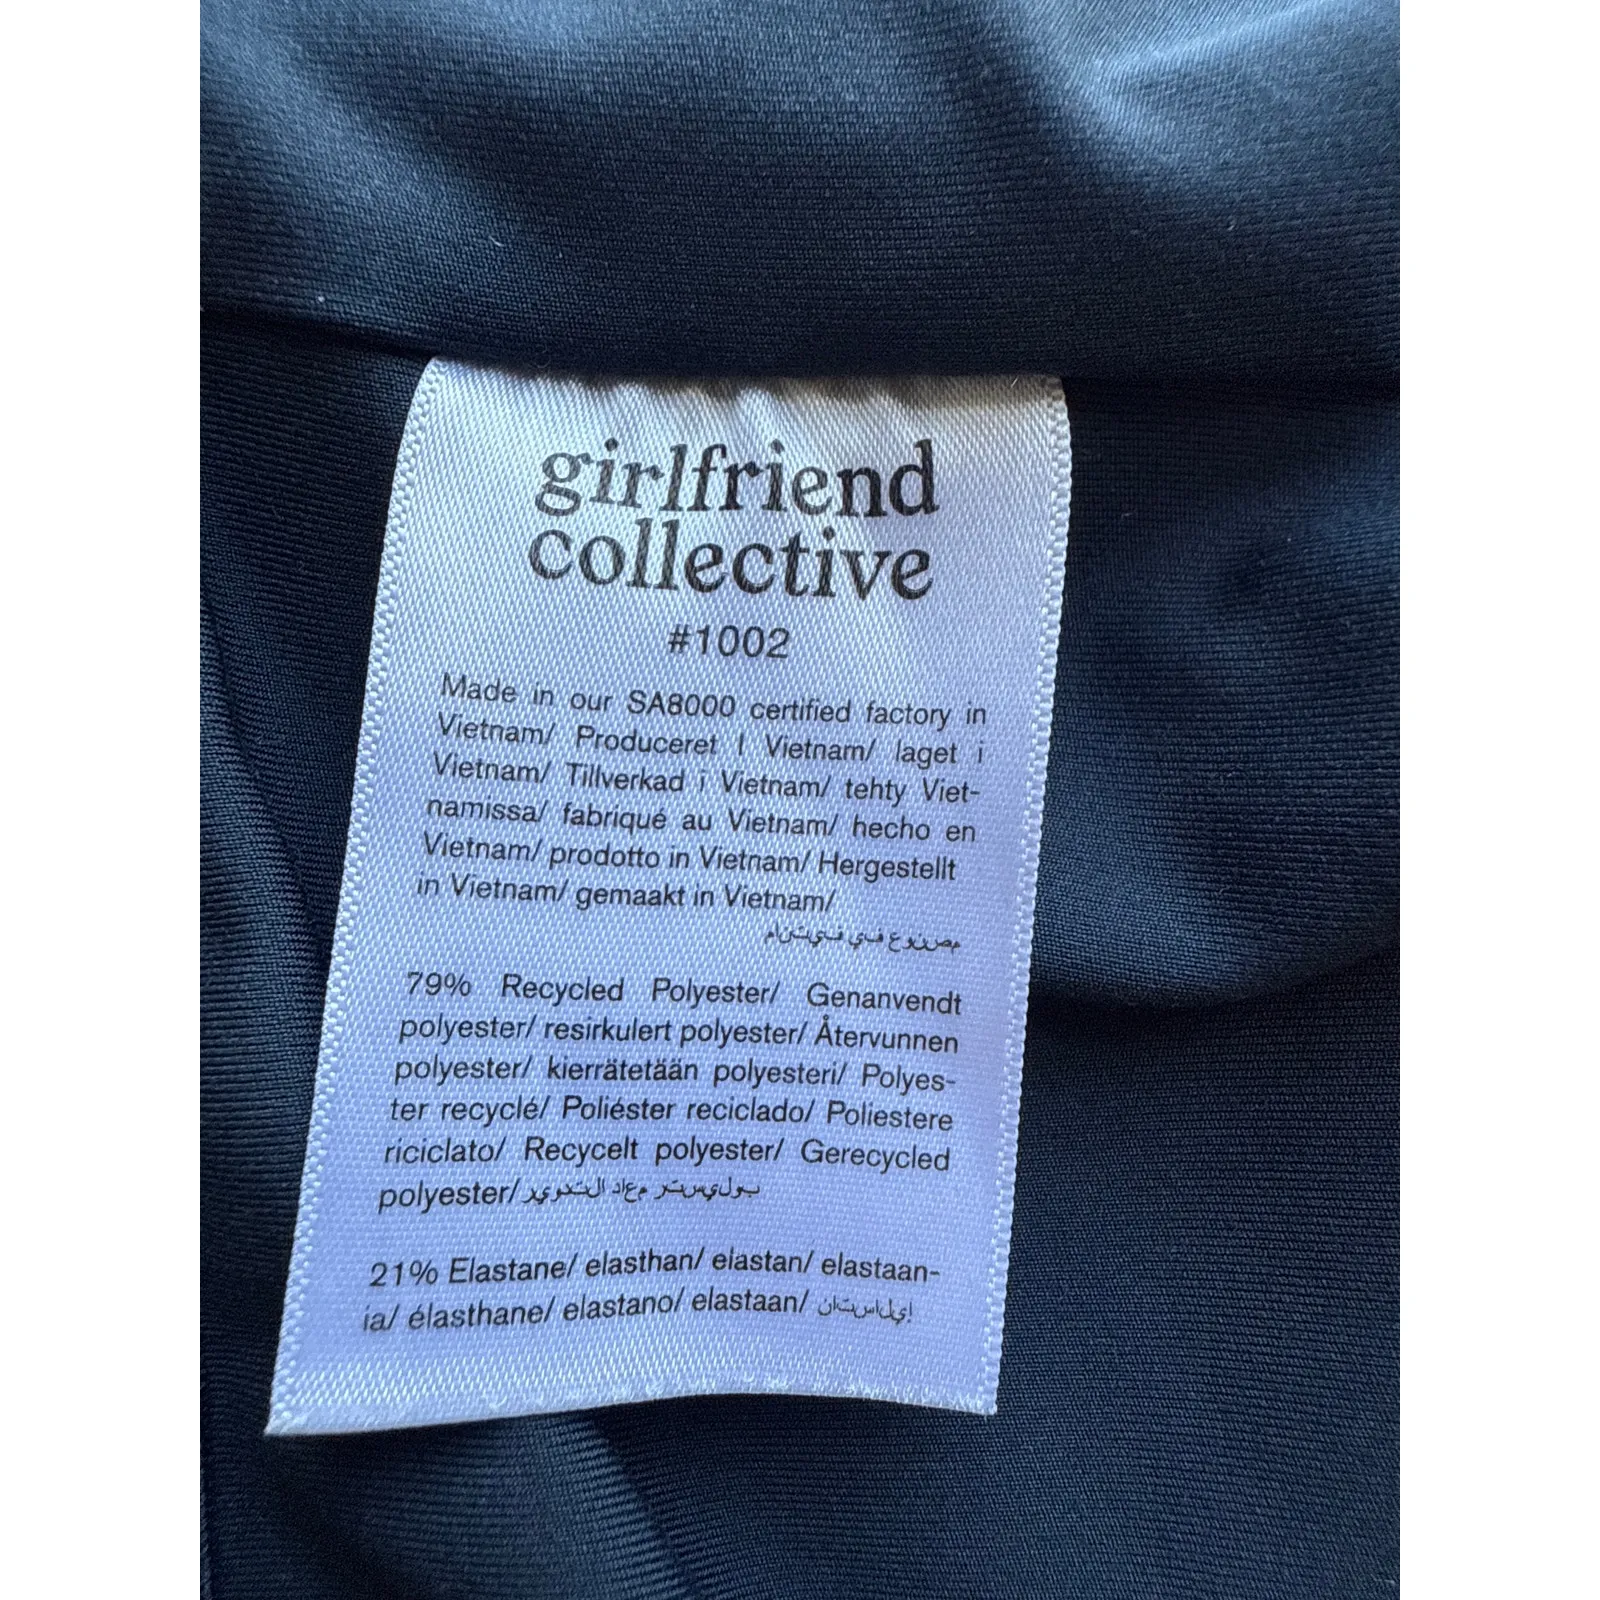 girlfriend
collective
#1002
Made in our SA8000 certified factory in
Vietnam/ Produceret I Vietnam/ laget i
Vietnam/ Tillverkad i Vietnam/ tehty Viet-
namissa/ fabriqué au Vietnam/ hecho en
Vietnam/ prodotto in Vietnam/ Hergestellt
in Vietnam/ gemaakt in Vietnam/
مصنوع في فيتنام
79% Recycled Polyester/ Genanvendt
polyester/ resirkulert polyester/ Återvunnen
polyester/ kierrätetään polyesteri/ Polyes-
ter recyclé/ Poliéster reciclado/ Poliestere
riciclato/ Recycelt polyester/ Gerecycled
polyester/ بوليستر معاد التدوير
21% Elastane/ elasthan/ elastan/ elastaan-
ia/ élasthane/ elastano/ elastaan/ إيلاستان